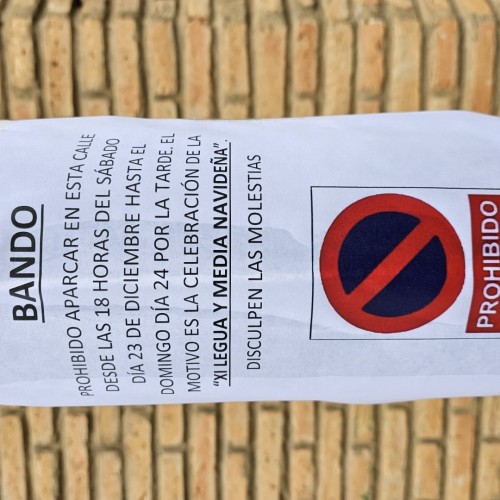 BANDO
PROHIBIDO APARCAR EN ESTA CALLE
DESDE LAS 18 HORAS DEL SÁBADO
DÍA 23 DE DICIEMBRE HASTA EL
DOMINGO DÍA 24 POR LA TARDE. EL
MOTIVO ES LA CELEBRACIÓN DE LA
“XI LEGUA Y MEDIA NAVIDEÑA”.
DISCULPEN LAS MOLESTIAS
PROHIBIDO